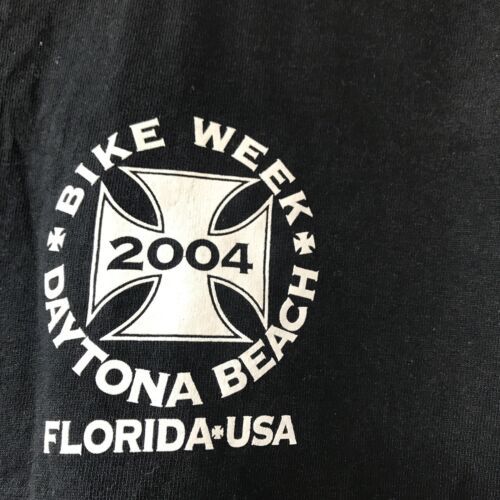 BIKE WEEK
2004
DAYTONA BEACH
FLORIDA USA